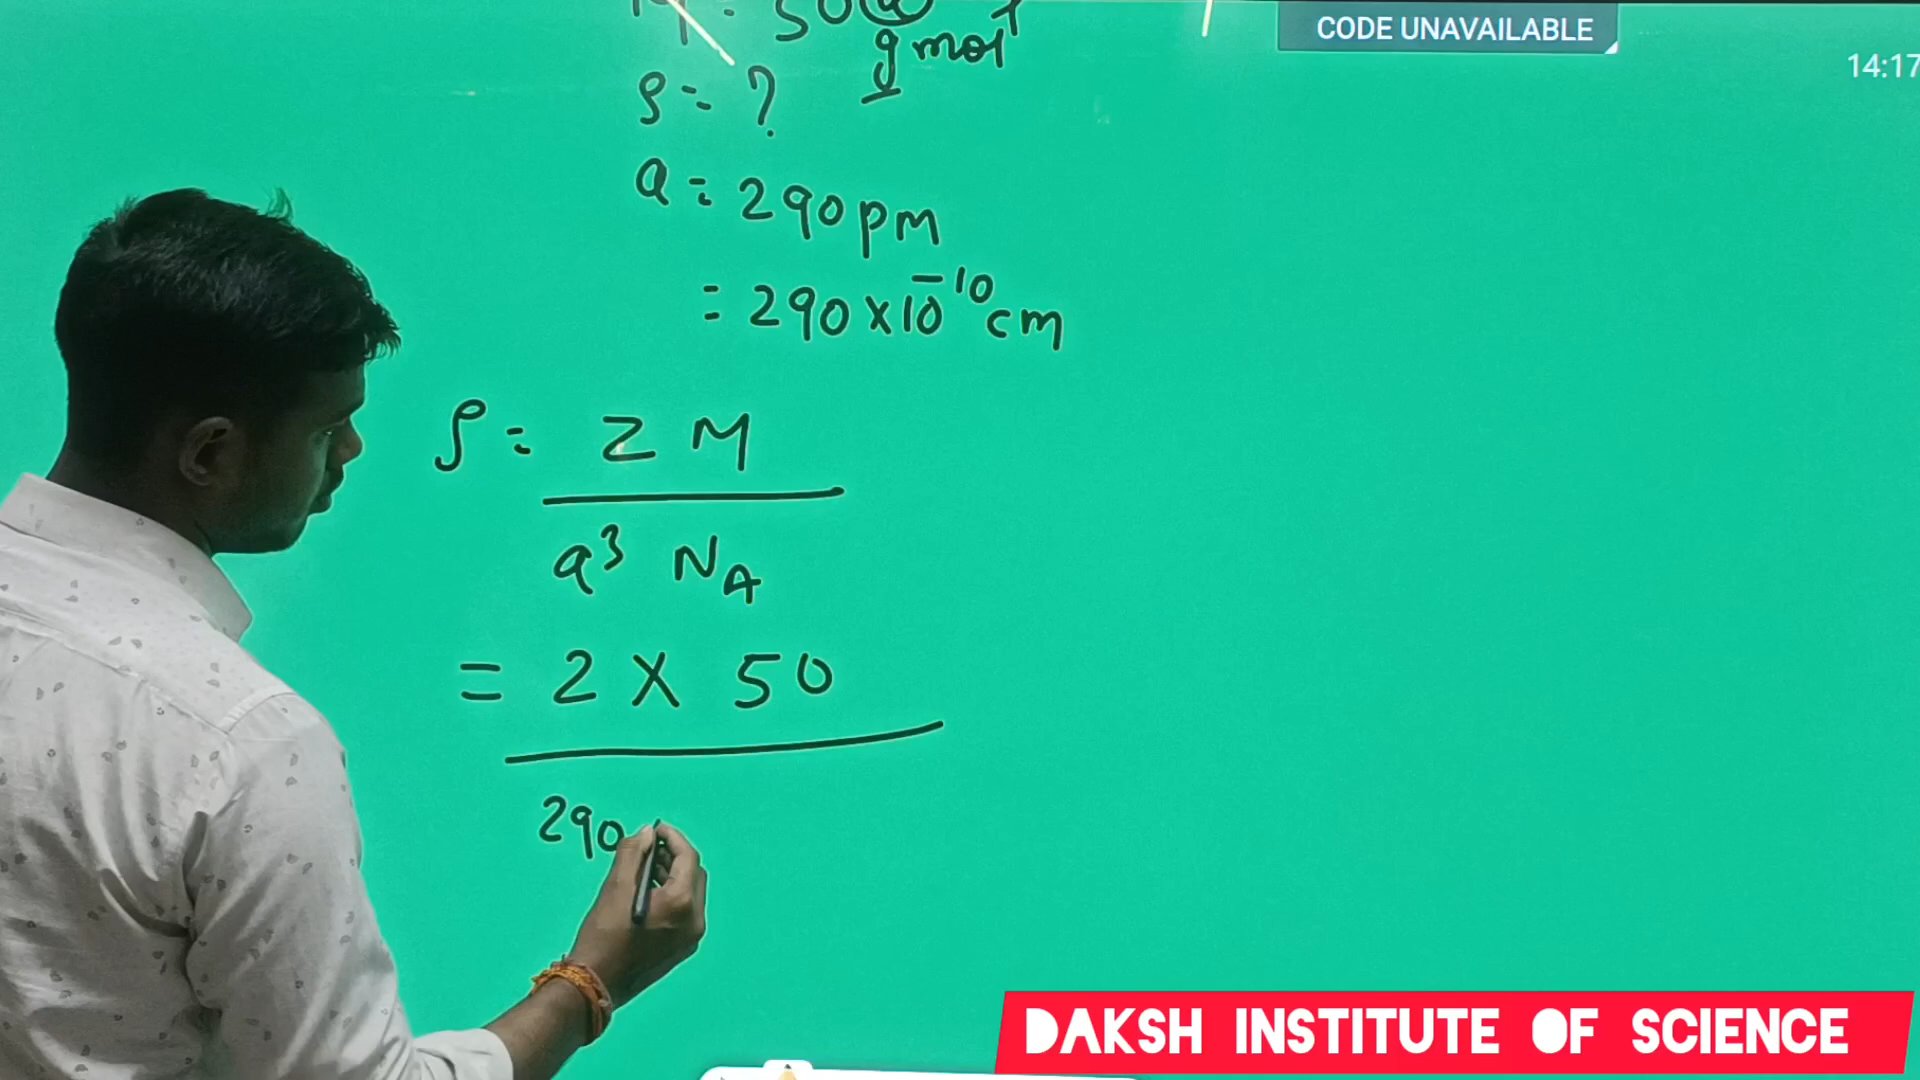 CODE UNAVAILABLE
14:17
50
g mol
ρ = ?
a = 290 pm
= 290 × 10⁻¹⁰ cm
ρ = Z M
a³ N_A
= 2 × 50
290
DAKSH INSTITUTE OF SCIENCE